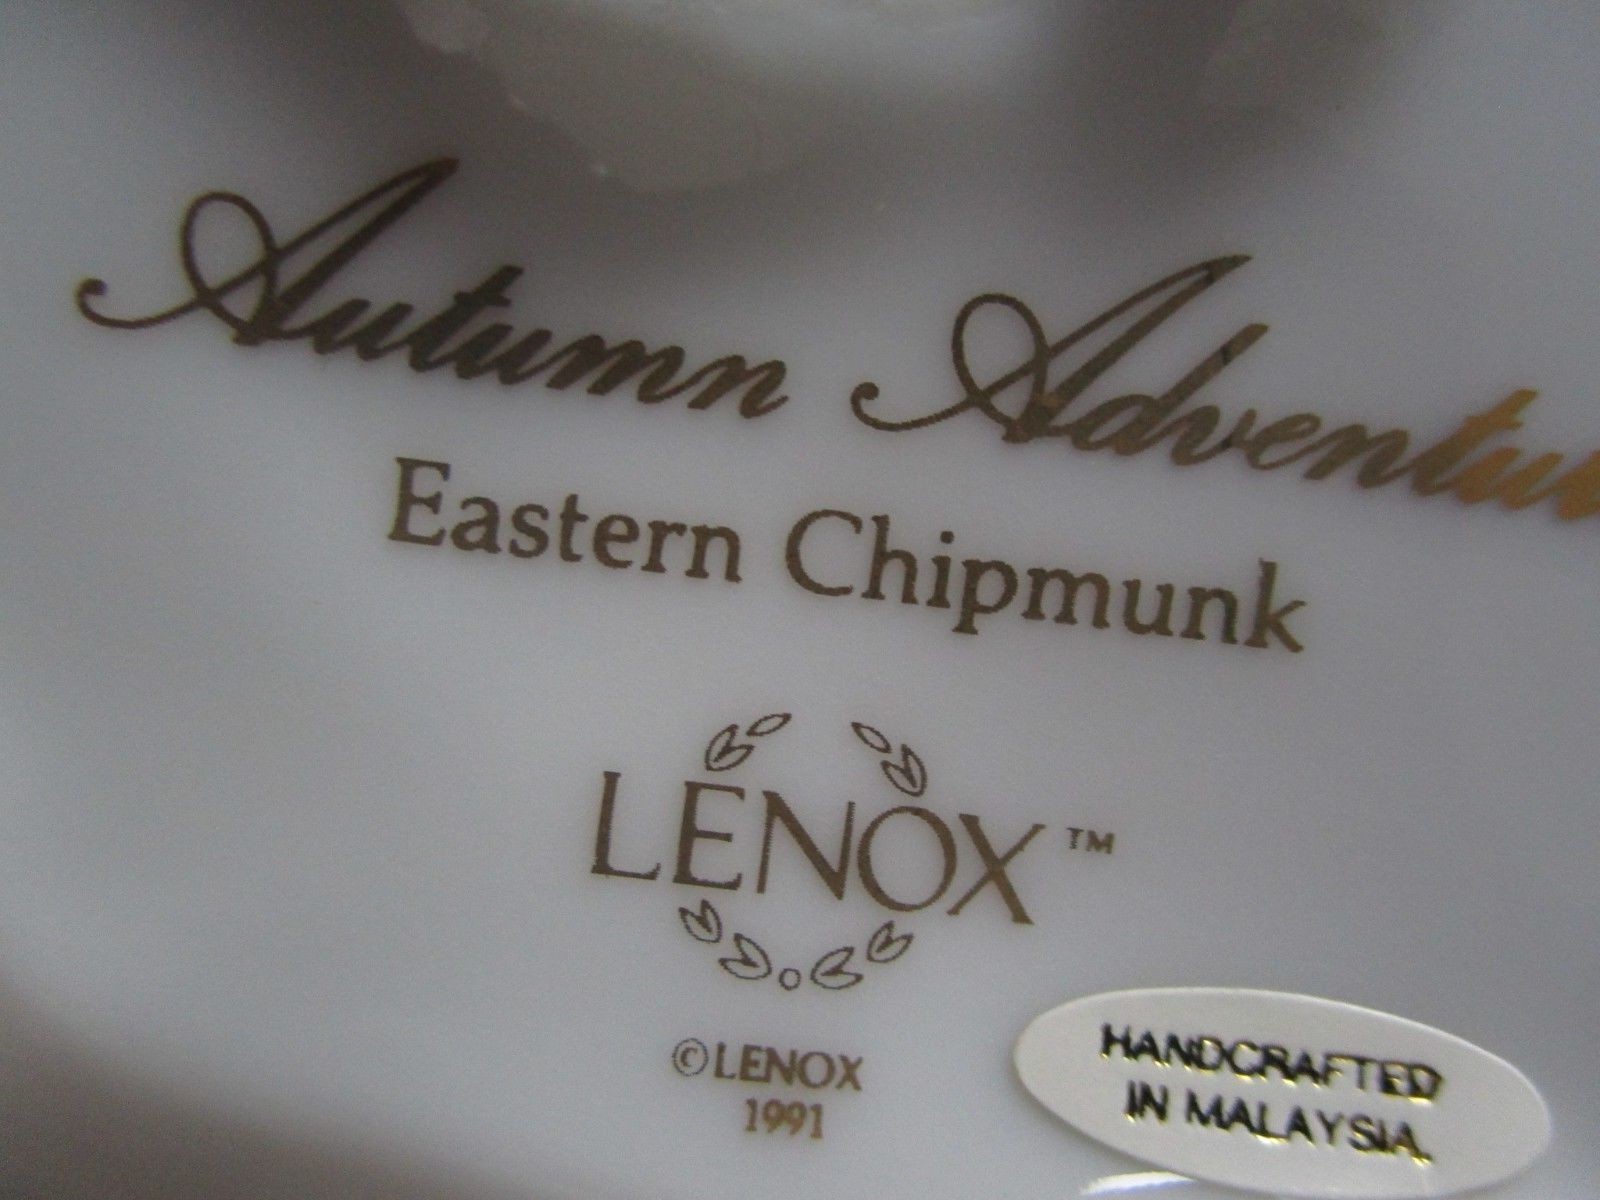 Autumn Adventu
Eastern Chipmunk
LENOX™
©LENOX
1991
HANDCRAFTED
IN MALAYSIA.